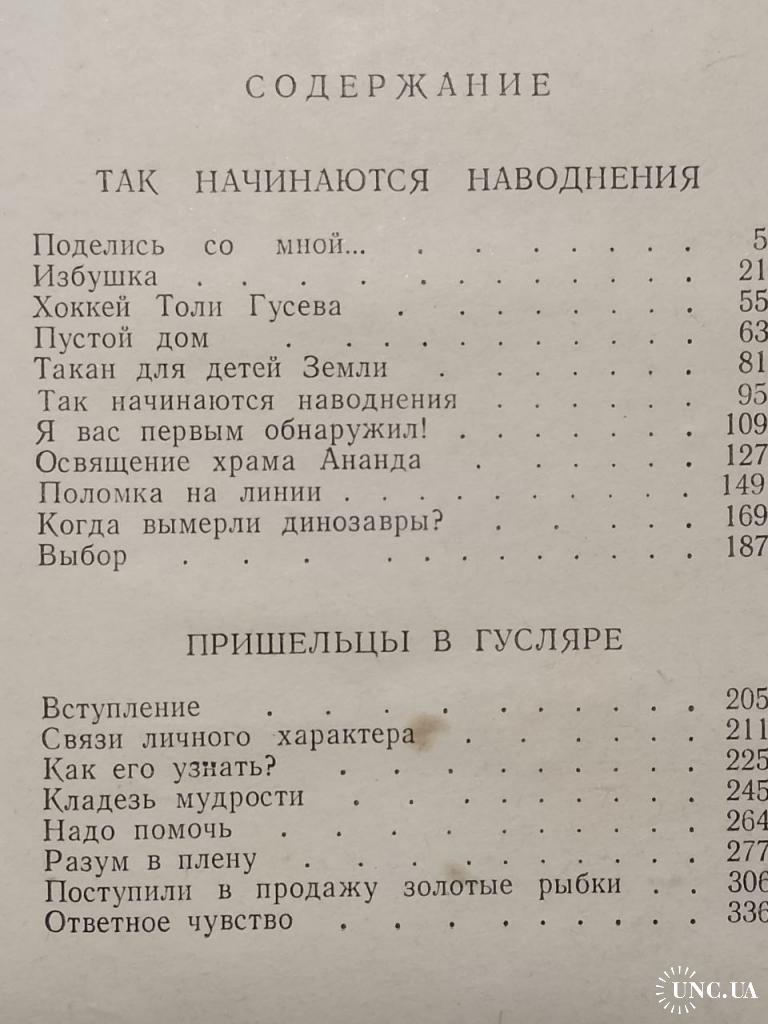 СОДЕРЖАНИЕ
ТАК НАЧИНАЮТСЯ НАВОДНЕНИЯ
Поделись со мной... . . . . . . . 5
Избушка . . . . . . . . . . 21
Хоккей Толи Гусева . . . . . . . 55
Пустой дом . . . . . . . . . 63
Такан для детей Земли . . . . . . 81
Так начинаются наводнения . . . . . 95
Я вас первым обнаружил! . . . . . . 109
Освящение храма Ананда . . . . . 127
Поломка на линии . . . . . . . . . 149
Когда вымерли динозавры? . . . . . 169
Выбор . . . . . . . . . . 187
ПРИШЕЛЬЦЫ В ГУСЛЯРЕ
Вступление . . . . . . . . . . 205
Связи личного характера . . . . . . 211
Как его узнать? . . . . . . . . 225
Кладезь мудрости . . . . . . . . 245
Надо помочь . . . . . . . . . 264
Разум в плену . . . . . . . . 277
Поступили в продажу золотые рыбки . . 306
Ответное чувство . . . . . . . . 336
UNC.UA